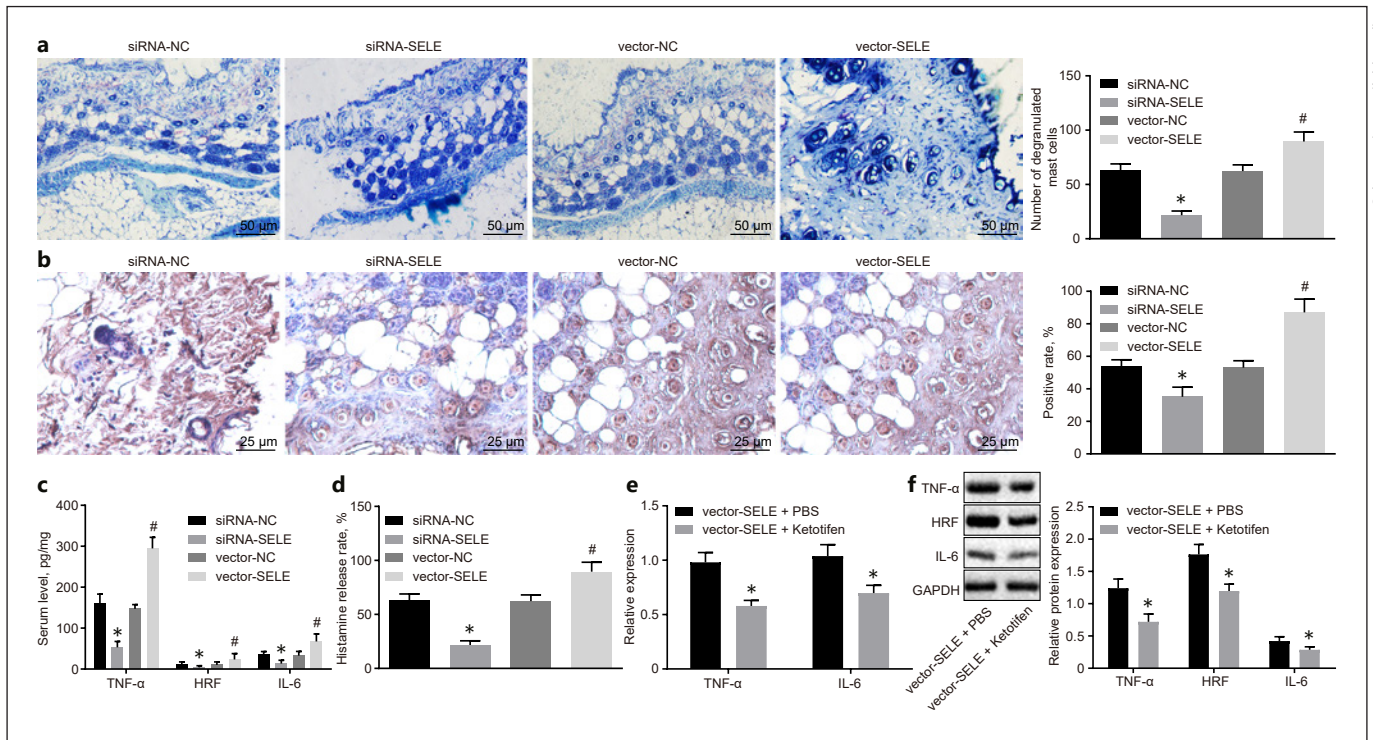 a
siRNA-NC
siRNA-SELE
vector-NC
vector-SELE
50 µm
50 µm
50 µm
50 µm
Number of degranulated
mast cells
150
100
50
0
siRNA-NC
siRNA-SELE
vector-NC
vector-SELE
*
#
b
siRNA-NC
siRNA-SELE
vector-NC
vector-SELE
25 µm
25 µm
25 µm
25 µm
Positive rate, %
100
80
60
40
20
0
siRNA-NC
siRNA-SELE
vector-NC
vector-SELE
*
#
c
Serum level, pg/mg
400
300
200
100
0
siRNA-NC
siRNA-SELE
vector-NC
vector-SELE
*
#
*
#
*
#
TNF-α
HRF
IL-6
d
Histamine release rate, %
150
100
50
0
siRNA-NC
siRNA-SELE
vector-NC
vector-SELE
*
#
e
Relative expression
1.5
1.0
0.5
0
vector-SELE + PBS
vector-SELE + Ketotifen
*
*
TNF-α
IL-6
f
TNF-α
HRF
IL-6
GAPDH
vector-SELE + PBS
vector-SELE + Ketotifen
Relative protein expression
2.0
1.5
1.0
0.5
0
vector-SELE + PBS
vector-SELE + Ketotifen
*
*
*
TNF-α
HRF
IL-6